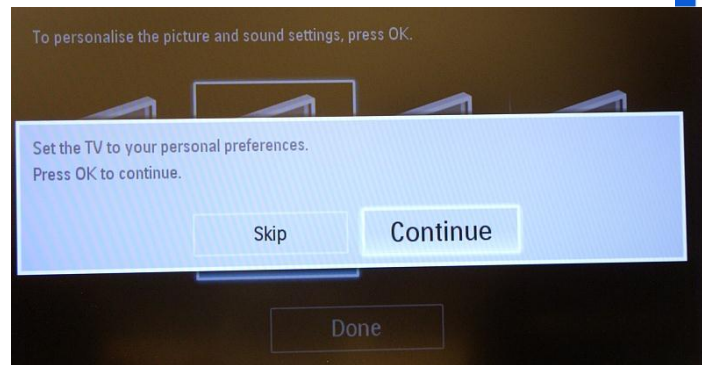 To personalise the picture and sound settings, press OK.
Set the TV to your personal preferences.
Press OK to continue.
Skip
Continue
Done